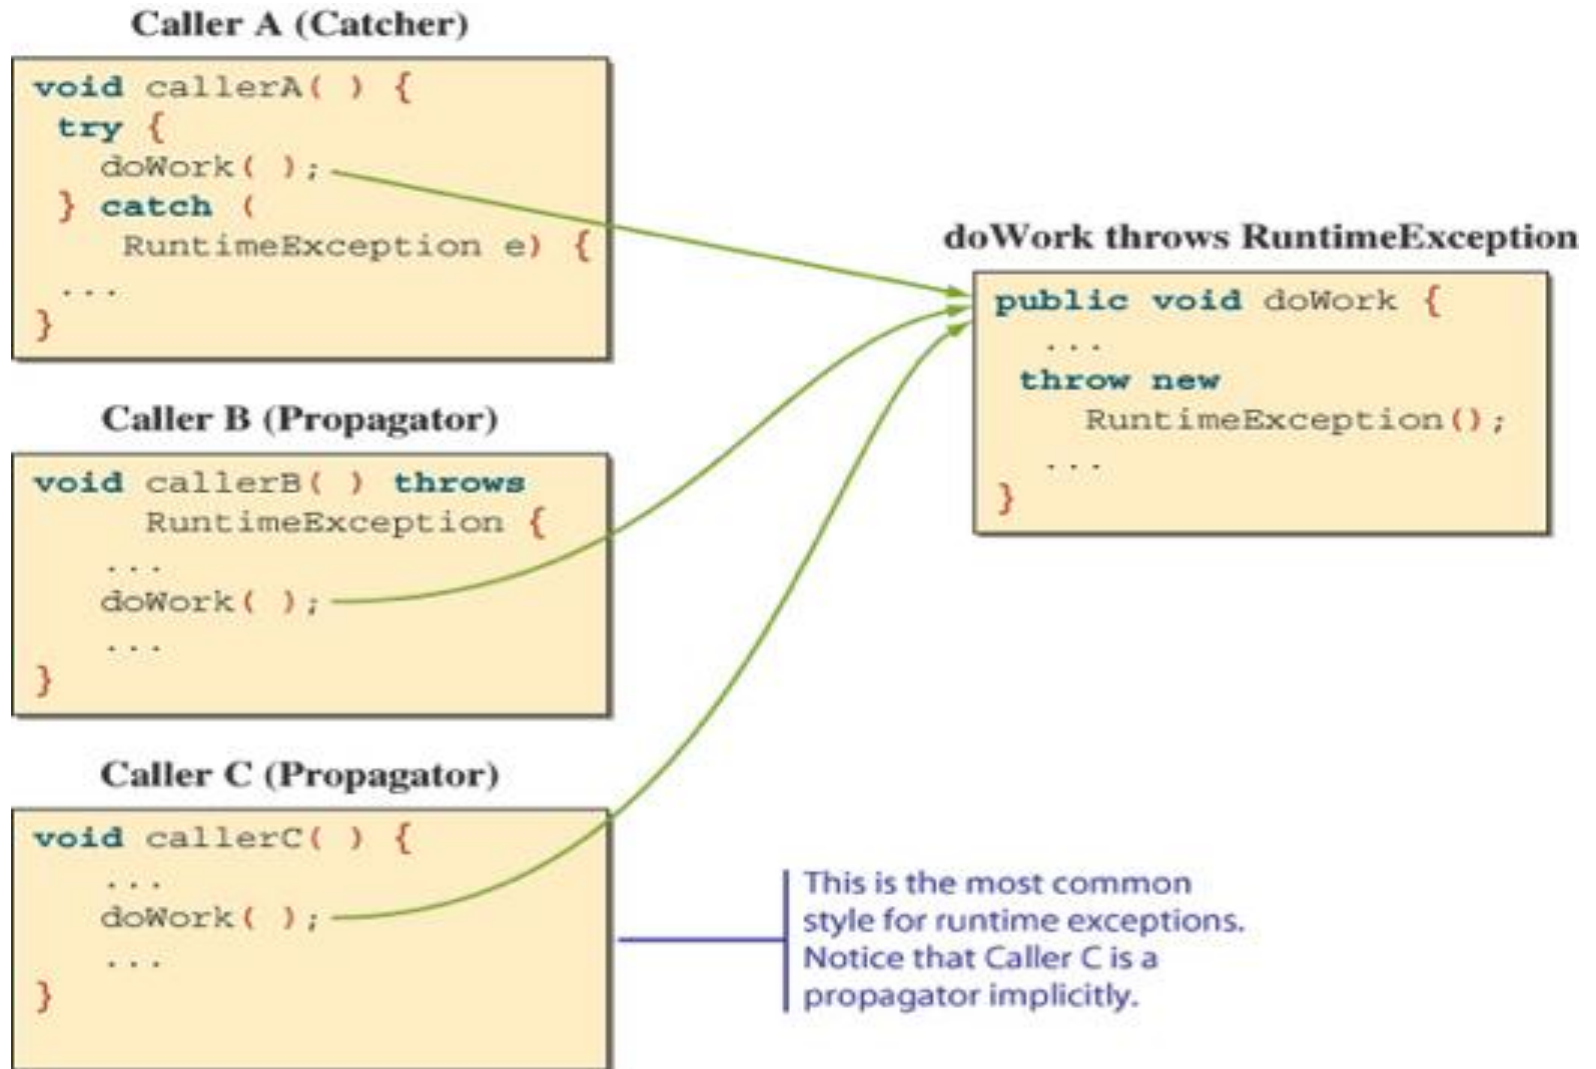 Caller A (Catcher)
void callerA( ) {
try {
doWork( );
} catch (
RuntimeException e) {
...
}
doWork throws RuntimeException
public void doWork {
...
throw new
RuntimeException();
...
}
Caller B (Propagator)
void callerB( ) throws
RuntimeException {
...
doWork( );
...
}
Caller C (Propagator)
void callerC( ) {
...
doWork( );
...
}
This is the most common
style for runtime exceptions.
Notice that Caller C is a
propagator implicitly.